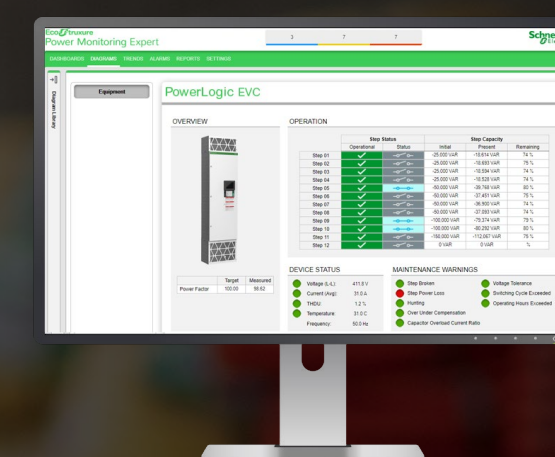 EcoStruxure
Power Monitoring Expert
3 7 7
Schne
Ele
DASHBOARDS DIAGRAMS TRENDS ALARMS REPORTS SETTINGS
Diagram Library
Equipment
PowerLogic EVC
OVERVIEW
OPERATION
Step Status Step Capacity
Operational Status Initial Present Remaining
Step 01 -25.000 VAR -18.614 VAR 74 %
Step 02 -25.000 VAR -18.693 VAR 75 %
Step 03 -25.000 VAR -18.594 VAR 74 %
Step 04 -25.000 VAR -18.528 VAR 74 %
Step 05 -50.000 VAR -39.768 VAR 80 %
Step 06 -50.000 VAR -37.451 VAR 75 %
Step 07 -50.000 VAR -36.900 VAR 74 %
Step 08 -50.000 VAR -37.093 VAR 74 %
Step 09 -100.000 VAR -79.374 VAR 79 %
Step 10 -100.000 VAR -80.292 VAR 80 %
Step 11 -150.000 VAR -112.067 VAR 75 %
Step 12 0 VAR 0 VAR %
Target Measured
Power Factor 100.00 98.62
DEVICE STATUS
Voltage (L-L): 411.6 V
Current (Avg): 31.0 A
THDU: 1.2 %
Temperature: 31.0 C
Frequency: 50.0 Hz
MAINTENANCE WARNINGS
Step Broken
Step Power Loss
Hunting
Over Under Compensation
Capacitor Overload Current Ratio
Voltage Tolerance
Switching Cycle Exceeded
Operating Hours Exceeded